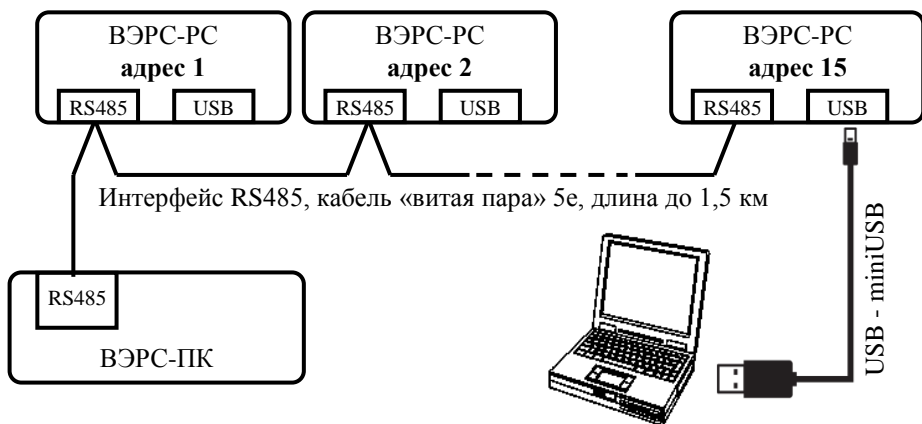 ВЭРС-РС
адрес 1
RS485
USB
ВЭРС-РС
адрес 2
RS485
USB
ВЭРС-РС
адрес 15
RS485
USB
Интерфейс RS485, кабель «витая пара» 5е, длина до 1,5 км
RS485
ВЭРС-ПК
USB - miniUSB